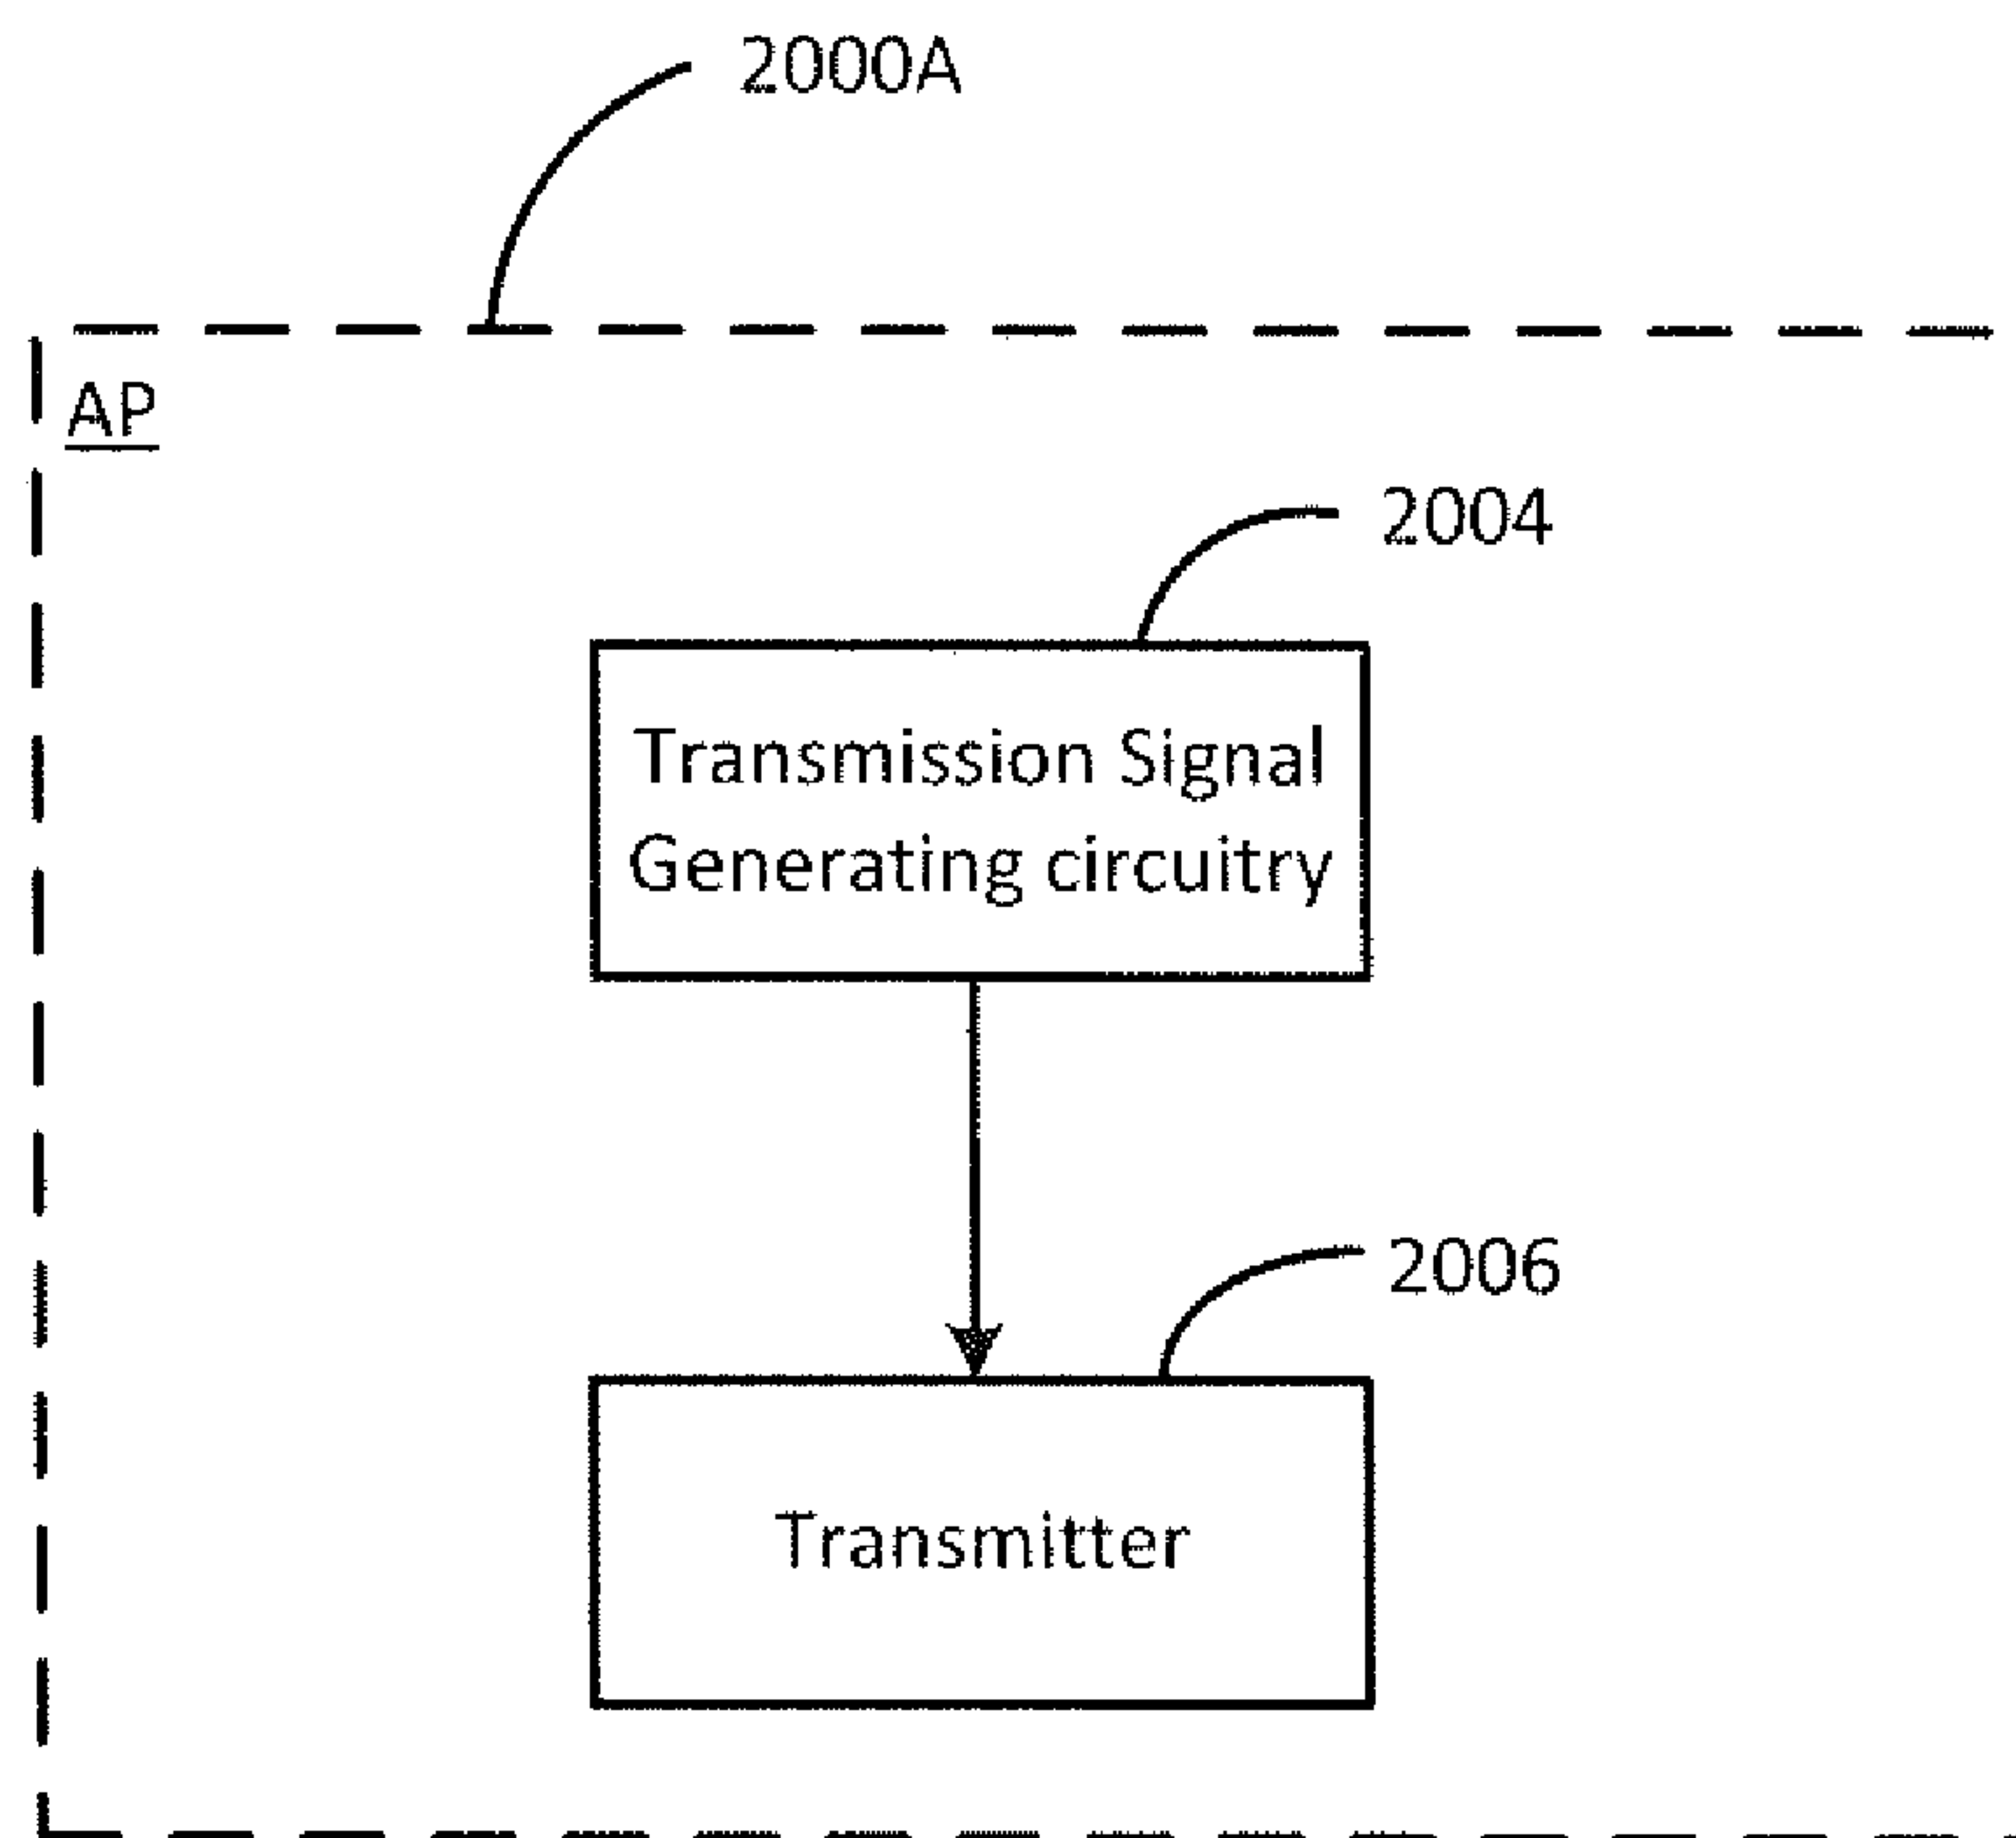 2000A
AP
2004
Transmission Signal
Generating circuitry
2006
Transmitter